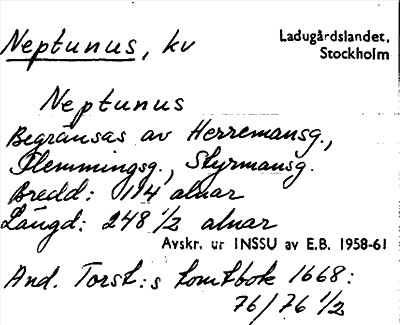 Neptunus, kv
Ladugårdslandet,
Stockholm
Neptunus
Begränsas av Herremansg.,
Flemmingsg., Styrmansg.
Bredd: 114 alnar
Längd: 248 1/2 alnar
Avskr. ur INSSU av E.B. 1958-61
And. Torst.:s tomtbok 1668:
76/76 1/2